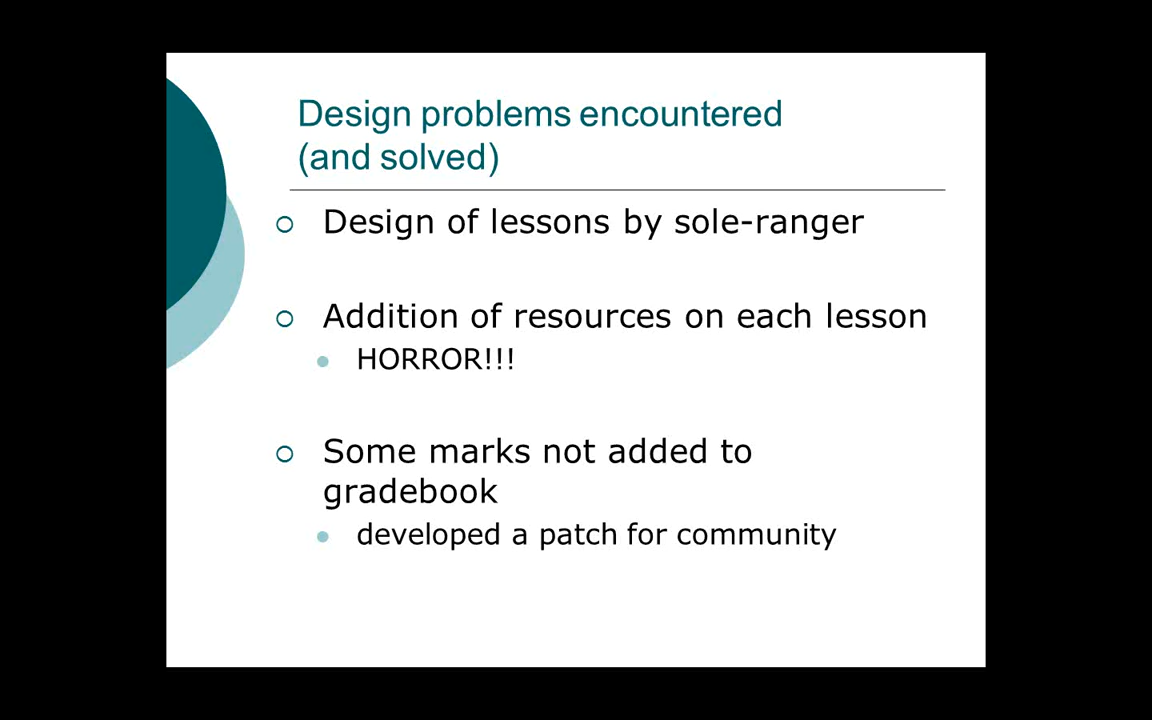 Design problems encountered
(and solved)
Design of lessons by sole-ranger
Addition of resources on each lesson
HORROR!!!
Some marks not added to
gradebook
developed a patch for community